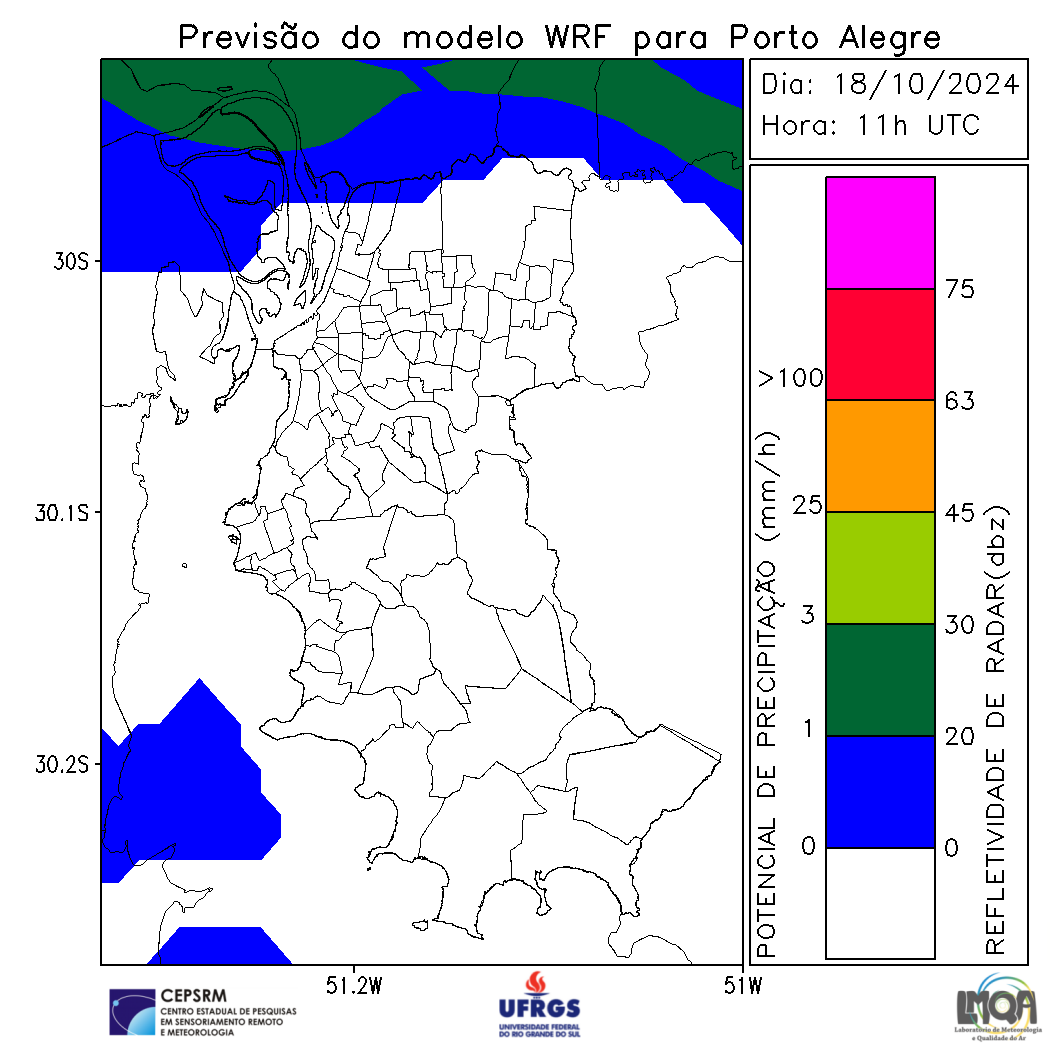 Previsão do modelo WRF para Porto Alegre
Dia: 18/10/2024
Hora: 11h UTC
30S
30.1S
30.2S
51.2W
51W
POTENCIAL DE PRECIPITAÇÃO (mm/h)
>100
25
3
1
0
75
63
45
30
20
0
REFLETIVIDADE DE RADAR(dbz)
CEPSRM
CENTRO ESTADUAL DE PESQUISAS
EM SENSORIAMENTO REMOTO
E METEOROLOGIA
UFRGS
UNIVERSIDADE FEDERAL
DO RIO GRANDE DO SUL
LMQA
Laboratório de Meteorologia
e Qualidade do Ar